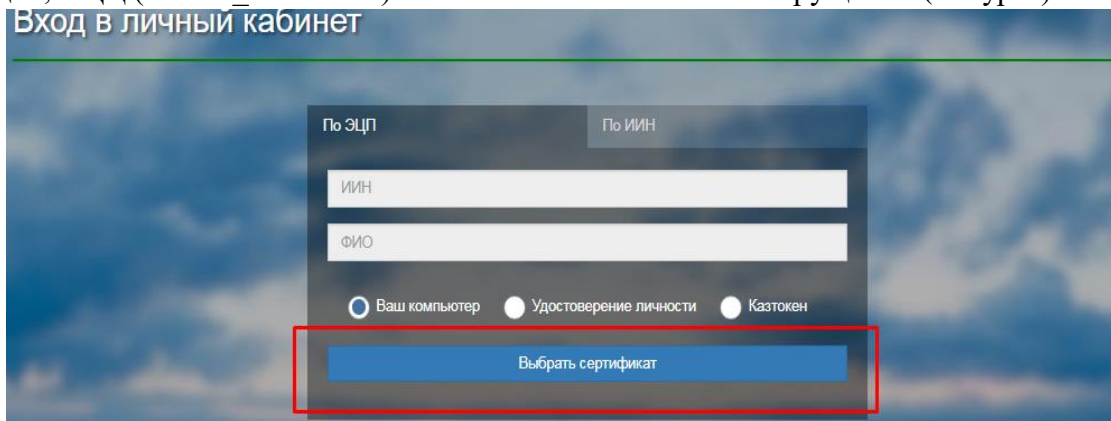 Вход в личный кабинет
По ЭЦП
По ИИН
ИИН
ФИО
Ваш компьютер Удостоверение личности Казтокен
Выбрать сертификат